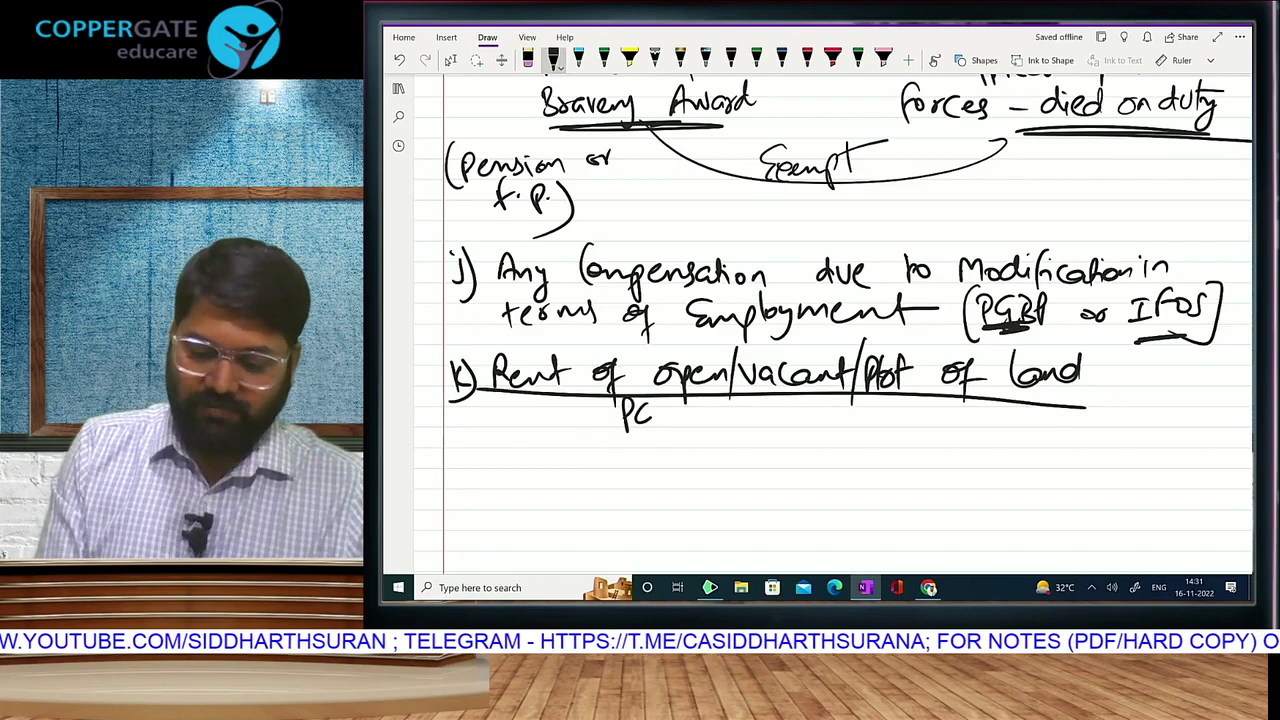 COPPERGATE
educare
Home Insert Draw View Help
Saved offline
Share
Shapes
Ink to Shape
Ink to Text
Ruler
Bravery Award
forces - died on duty
(Pension or
f.p.)
Exempt
j) Any Compensation due to Modification in
terms of Employment (PGBP or IFOS)
k) Rent of open/vacant/Plot of land
PC
Type here to search
32°C
ENG
14:31
16-11-2022
W.YOUTUBE.COM/SIDDHARTHSURAN ; TELEGRAM - HTTPS://T.ME/CASIDDHARTHSURANA; FOR NOTES (PDF/HARD COPY) O